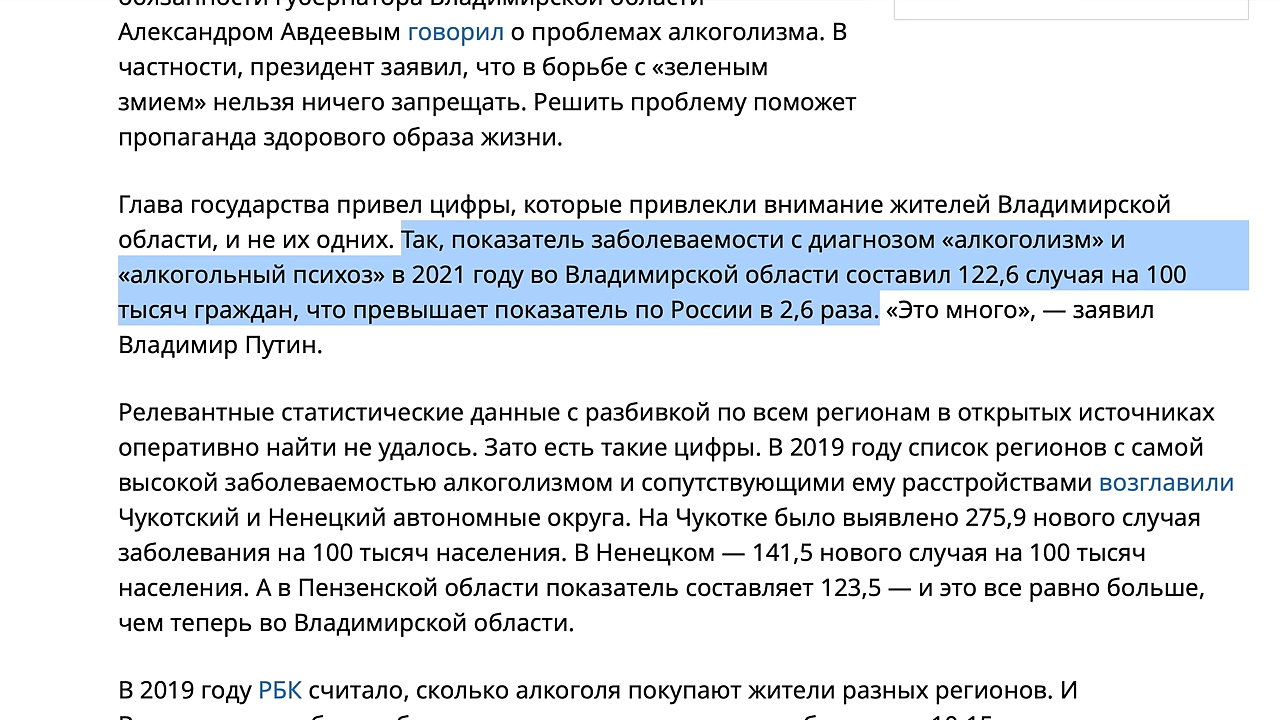 обязанности губернатора Владимирской области
Александром Авдеевым говорил о проблемах алкоголизма. В
частности, президент заявил, что в борьбе с «зеленым
змием» нельзя ничего запрещать. Решить проблему поможет
пропаганда здорового образа жизни.
Глава государства привел цифры, которые привлекли внимание жителей Владимирской
области, и не их одних. Так, показатель заболеваемости с диагнозом «алкоголизм» и
«алкогольный психоз» в 2021 году во Владимирской области составил 122,6 случая на 100
тысяч граждан, что превышает показатель по России в 2,6 раза. «Это много», — заявил
Владимир Путин.
Релевантные статистические данные с разбивкой по всем регионам в открытых источниках
оперативно найти не удалось. Зато есть такие цифры. В 2019 году список регионов с самой
высокой заболеваемостью алкоголизмом и сопутствующими ему расстройствами возглавили
Чукотский и Ненецкий автономные округа. На Чукотке было выявлено 275,9 нового случая
заболевания на 100 тысяч населения. В Ненецком — 141,5 нового случая на 100 тысяч
населения. А в Пензенской области показатель составляет 123,5 — и это все равно больше,
чем теперь во Владимирской области.
В 2019 году РБК считало, сколько алкоголя покупают жители разных регионов. И